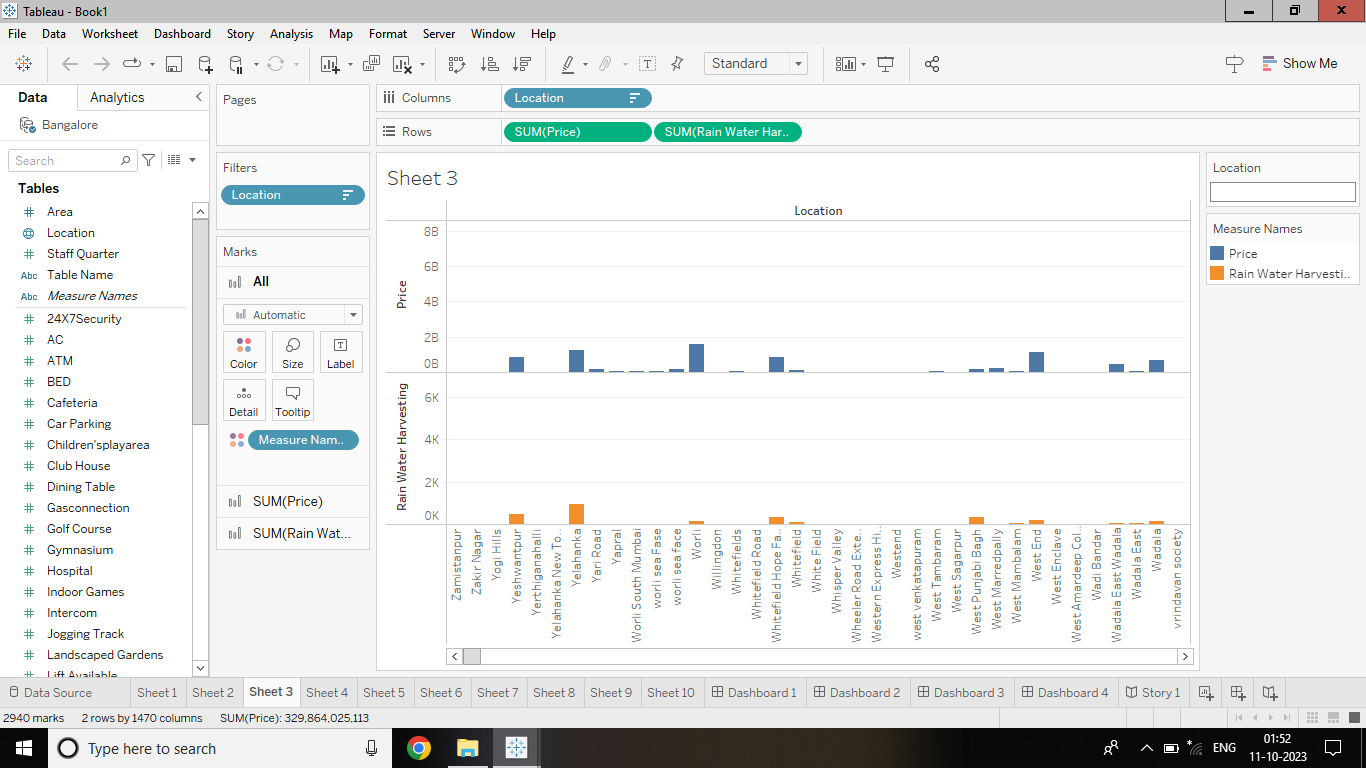 Tableau - Book1
File Data Worksheet Dashboard Story Analysis Map Format Server Window Help
Standard
Show Me
Data Analytics
Bangalore
Search
Tables
Area
Location
Staff Quarter
Abc Table Name
Abc Measure Names
24X7Security
AC
ATM
BED
Cafeteria
Car Parking
Children'splayarea
Club House
Dining Table
Gasconnection
Golf Course
Gymnasium
Hospital
Indoor Games
Intercom
Jogging Track
Landscaped Gardens
Lift Available
Pages
Filters
Location
Marks
All
Automatic
Color Size Label
Detail Tooltip
Measure Nam..
SUM(Price)
SUM(Rain Wat...
Columns Location
Rows SUM(Price) SUM(Rain Water Har..
Sheet 3
Location
Price
8B
6B
4B
2B
0B
Rain Water Harvesting
6K
4K
2K
0K
Zamistanpur
Zakir Nagar
Yogi Hills
Yeshwantpur
Yerthiganahalli
Yelahanka New To..
Yelahanka
Yari Road
Yapral
Worli South Mumbai
worli sea Fase
worli sea face
Worli
Willingdon
Whitefields
Whitefield Road
Whitefield Hope Fa..
Whitefield
White Field
Whisper Valley
Wheeler Road Exte..
Western Express Hi..
Westend
west venkatapuram
West Tambaram
West Sagarpur
West Punjabi Bagh
West Marredpally
West Mambalam
West End
West Enclave
West Amardeep Col..
Wadi Bandar
Wadala East Wadala
Wadala East
Wadala
vrindavan society
Location
Measure Names
Price
Rain Water Harvesti..
Data Source Sheet 1 Sheet 2 Sheet 3 Sheet 4 Sheet 5 Sheet 6 Sheet 7 Sheet 8 Sheet 9 Sheet 10 Dashboard 1 Dashboard 2 Dashboard 3 Dashboard 4 Story 1
2940 marks 2 rows by 1470 columns SUM(Price): 329,864,025,113
Type here to search
ENG
01:52
11-10-2023